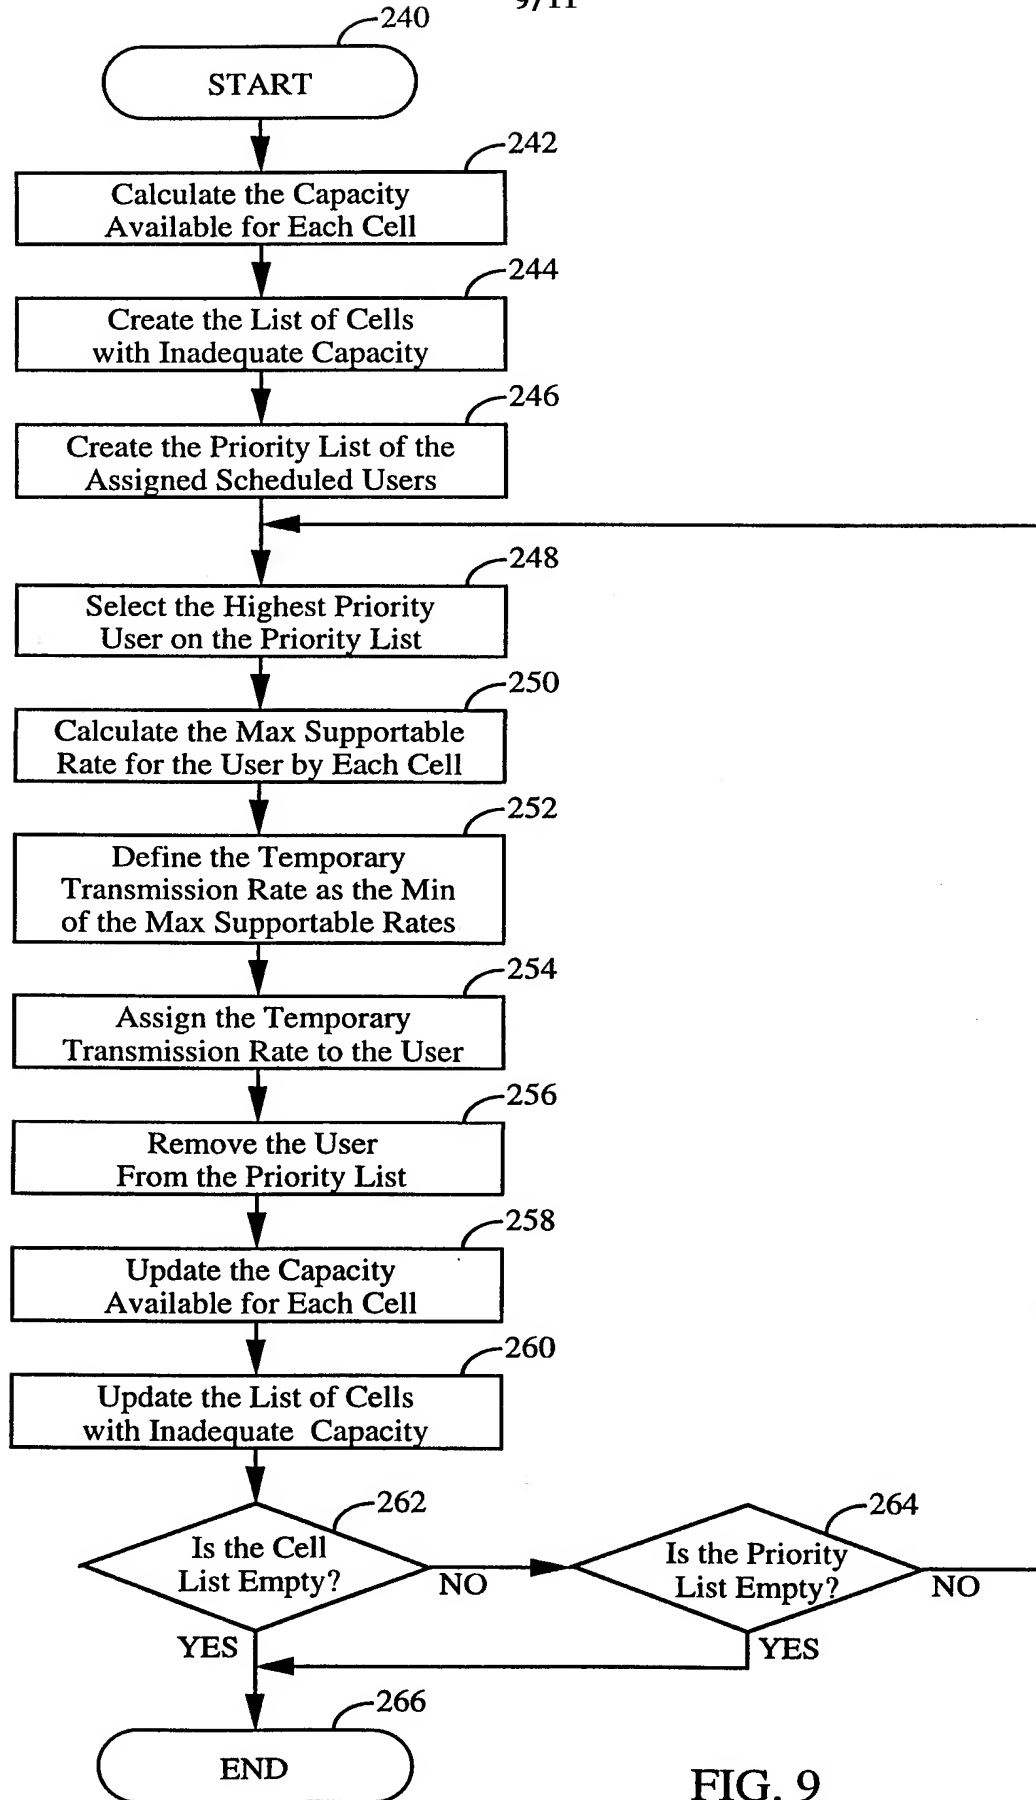 9/11
240
START
242
Calculate the Capacity
Available for Each Cell
244
Create the List of Cells
with Inadequate Capacity
246
Create the Priority List of the
Assigned Scheduled Users
248
Select the Highest Priority
User on the Priority List
250
Calculate the Max Supportable
Rate for the User by Each Cell
252
Define the Temporary
Transmission Rate as the Min
of the Max Supportable Rates
254
Assign the Temporary
Transmission Rate to the User
256
Remove the User
From the Priority List
258
Update the Capacity
Available for Each Cell
260
Update the List of Cells
with Inadequate Capacity
262
Is the Cell
List Empty?
NO
YES
264
Is the Priority
List Empty?
NO
YES
266
END
FIG. 9